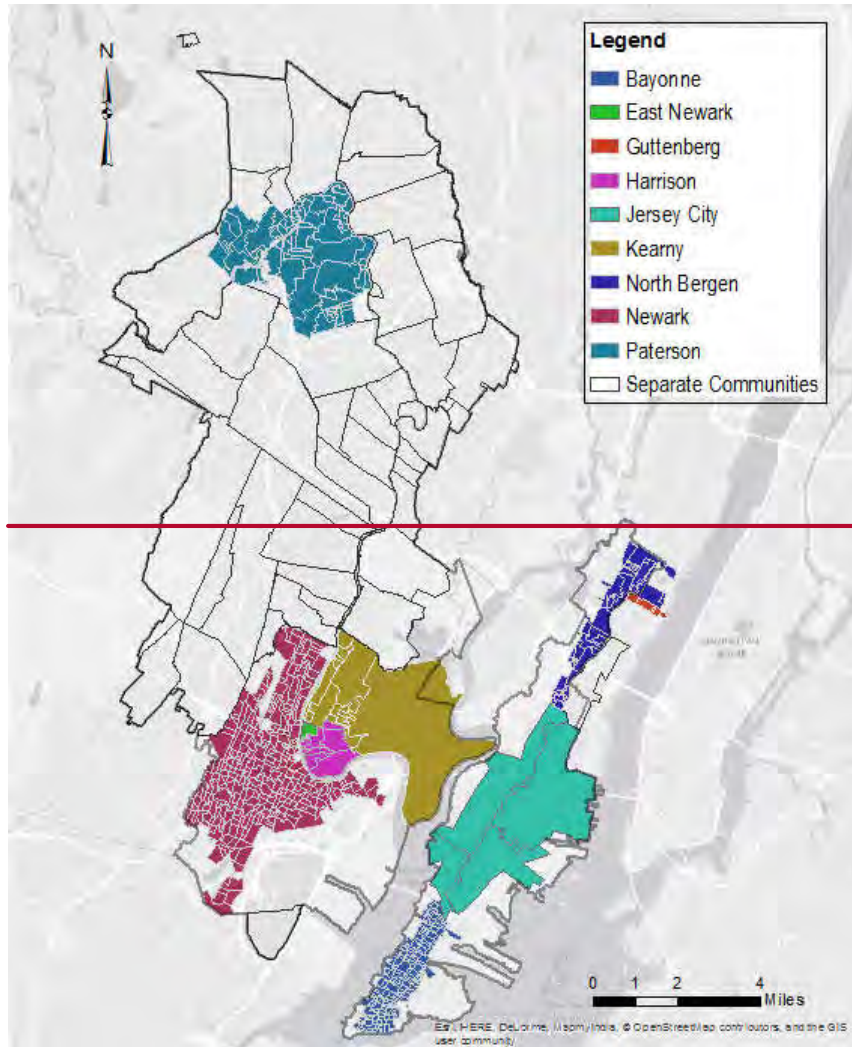 N
Legend
Bayonne
East Newark
Guttenberg
Harrison
Jersey City
Kearny
North Bergen
Newark
Paterson
Separate Communities
0 1 2 4
Miles
Esri, HERE, DeLorme, MapmyIndia, © OpenStreetMap contributors, and the GIS
user community